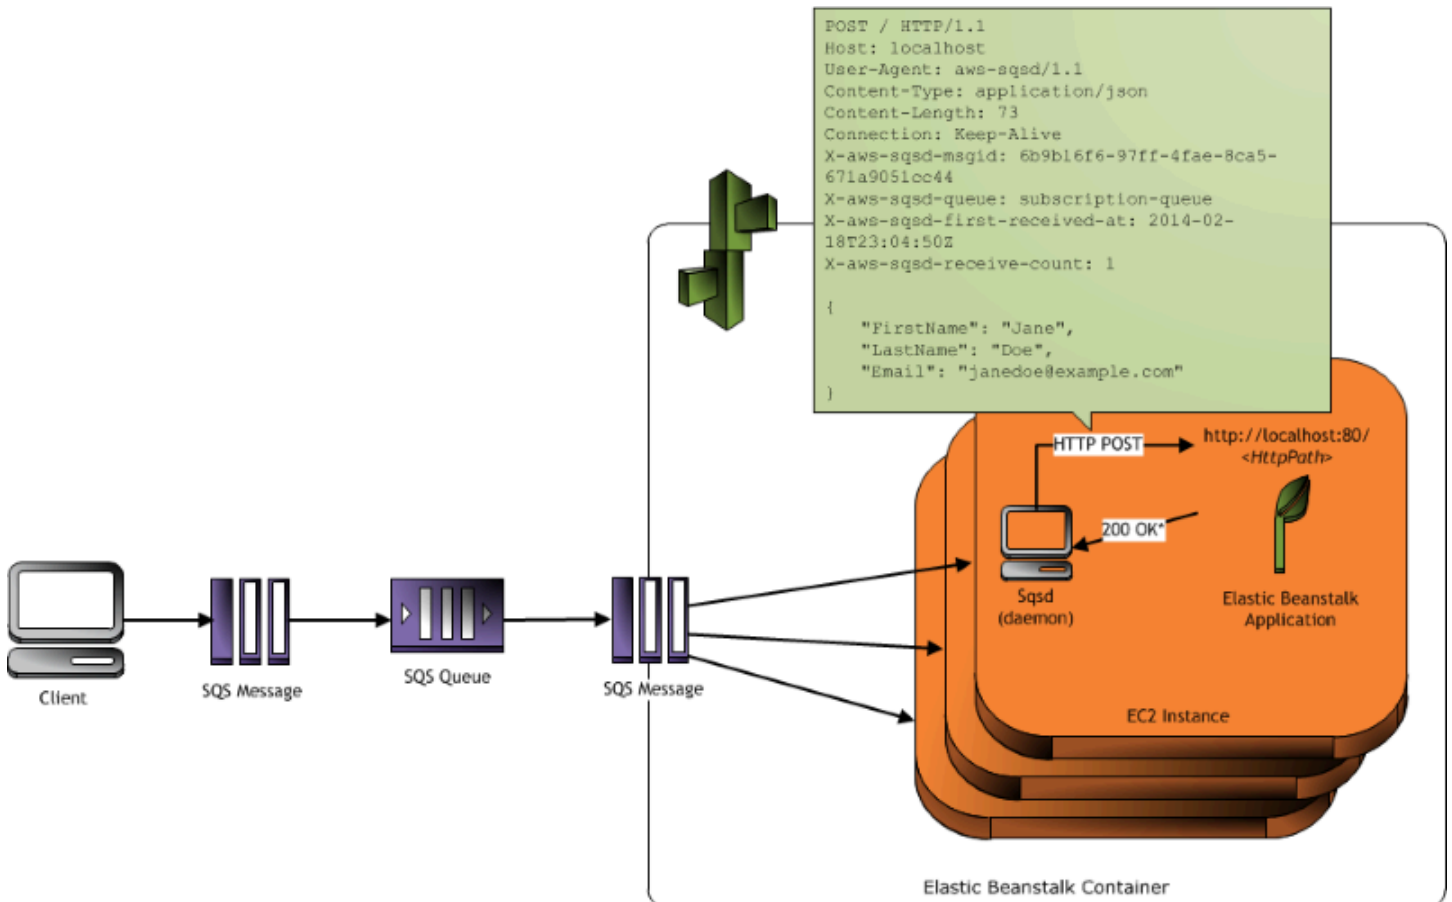 POST / HTTP/1.1
Host: localhost
User-Agent: aws-sqsd/1.1
Content-Type: application/json
Content-Length: 73
Connection: Keep-Alive
X-aws-sqsd-msgid: 6b9b16f6-97ff-4fae-8ca5-
671a9051cc44
X-aws-sqsd-queue: subscription-queue
X-aws-sqsd-first-received-at: 2014-02-
18T23:04:50Z
X-aws-sqsd-receive-count: 1
{
"FirstName": "Jane",
"LastName": "Doe",
"Email": "janedoe@example.com"
}
HTTP POST
http://localhost:80/
<HttpPath>
200 OK*
Sqsd
(daemon)
Elastic Beanstalk
Application
EC2 Instance
Client
SQS Message
SQS Queue
SQS Message
Elastic Beanstalk Container